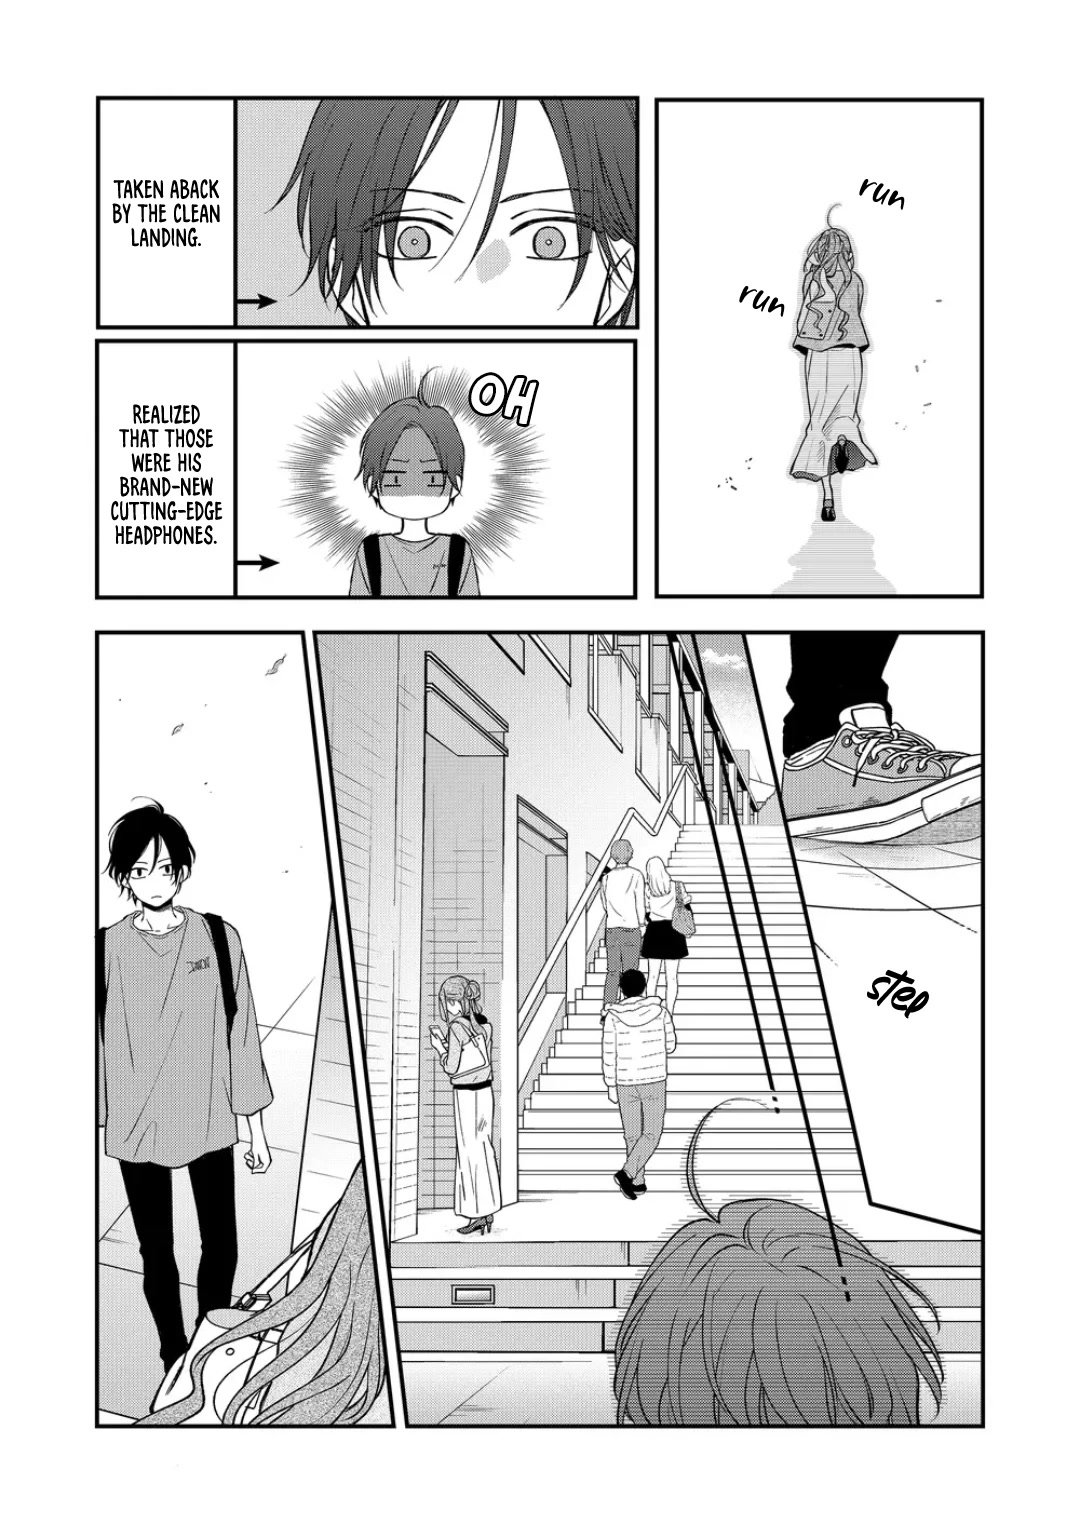 run
run
TAKEN ABACK
BY THE CLEAN
LANDING.
OH
REALIZED
THAT THOSE
WERE HIS
BRAND-NEW
CUTTING-EDGE
HEADPHONES.
step